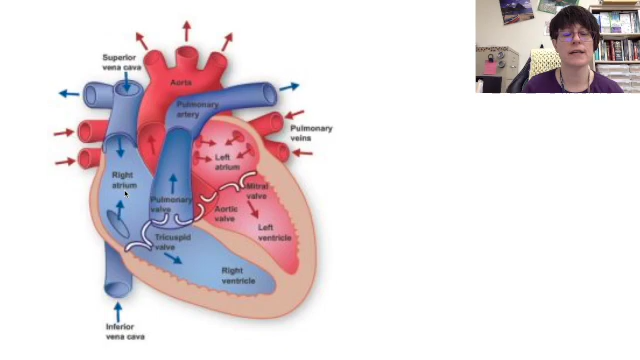 Superior
vena cava
Aorta
Pulmonary
artery
Pulmonary
veins
Left
atrium
Right
atrium
Mitral
valve
Pulmonary
valve
Aortic
valve
Left
ventricle
Tricuspid
valve
Right
ventricle
Inferior
vena cava